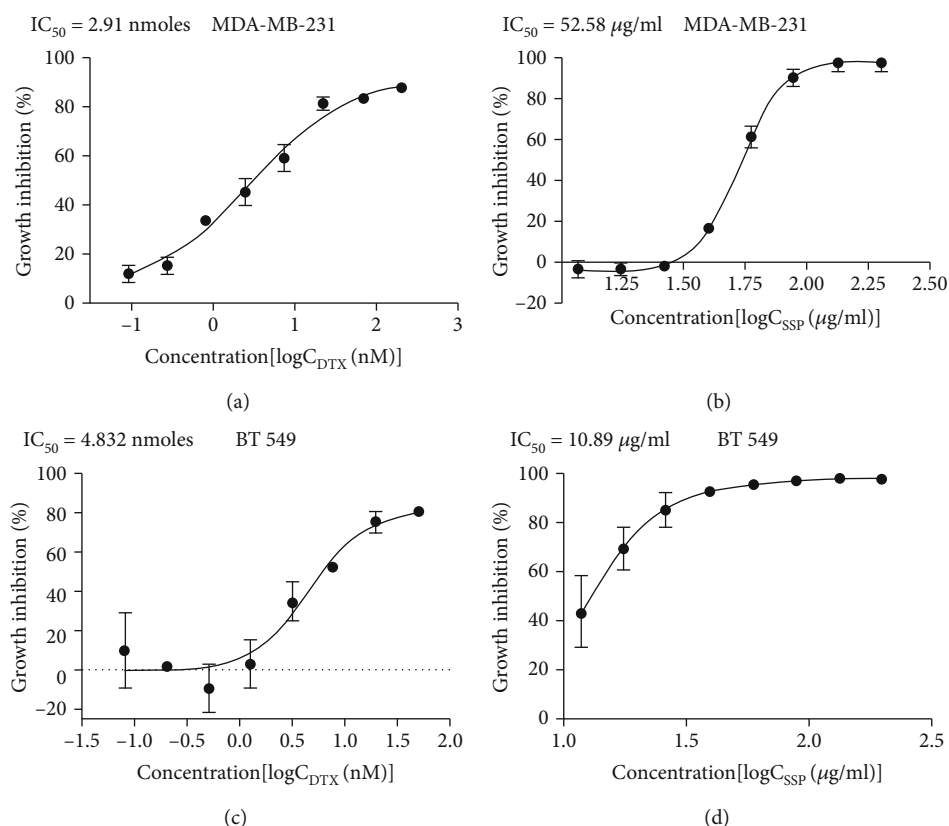 IC50 = 2.91 nmoles MDA-MB-231
Growth inhibition (%)
100
80
60
40
20
0
–1 0 1 2 3
Concentration[logCDTX (nM)]
(a)
IC50 = 52.58 μg/ml MDA-MB-231
Growth inhibition (%)
100
80
60
40
20
0
–20
1.25 1.50 1.75 2.00 2.25 2.50
Concentration[logCSSP (μg/ml)]
(b)
IC50 = 4.832 nmoles BT 549
Growth inhibition (%)
100
80
60
40
20
0
–20
–1.5 –1.0 –0.5 0.0 0.5 1.0 1.5 2.0
Concentration[logCDTX (nM)]
(c)
IC50 = 10.89 μg/ml BT 549
Growth inhibition (%)
100
80
60
40
20
0
1.0 1.5 2.0 2.5
Concentration[logCSSP (μg/ml)]
(d)